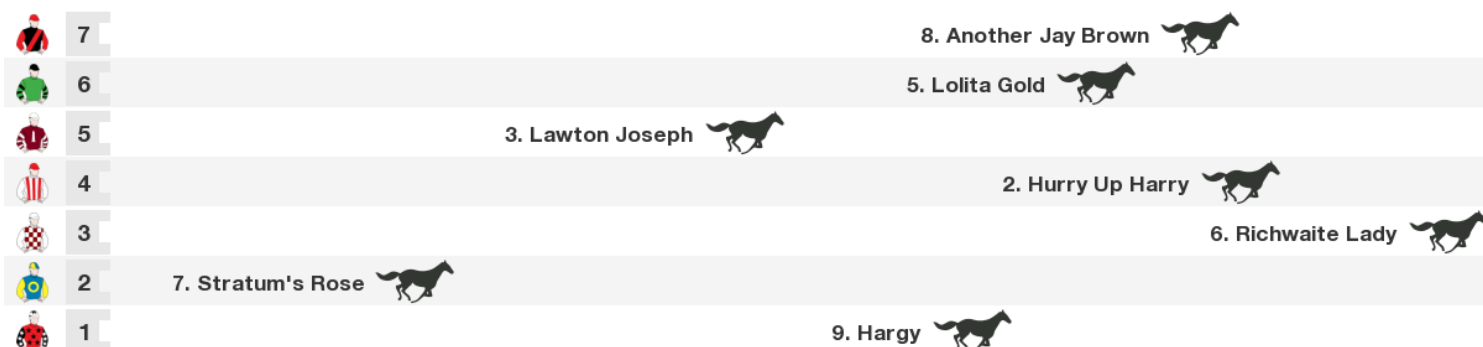 7 8. Another Jay Brown
6 5. Lolita Gold
5 3. Lawton Joseph
4 2. Hurry Up Harry
3 6. Richwaite Lady
2 7. Stratum's Rose
1 9. Hargy